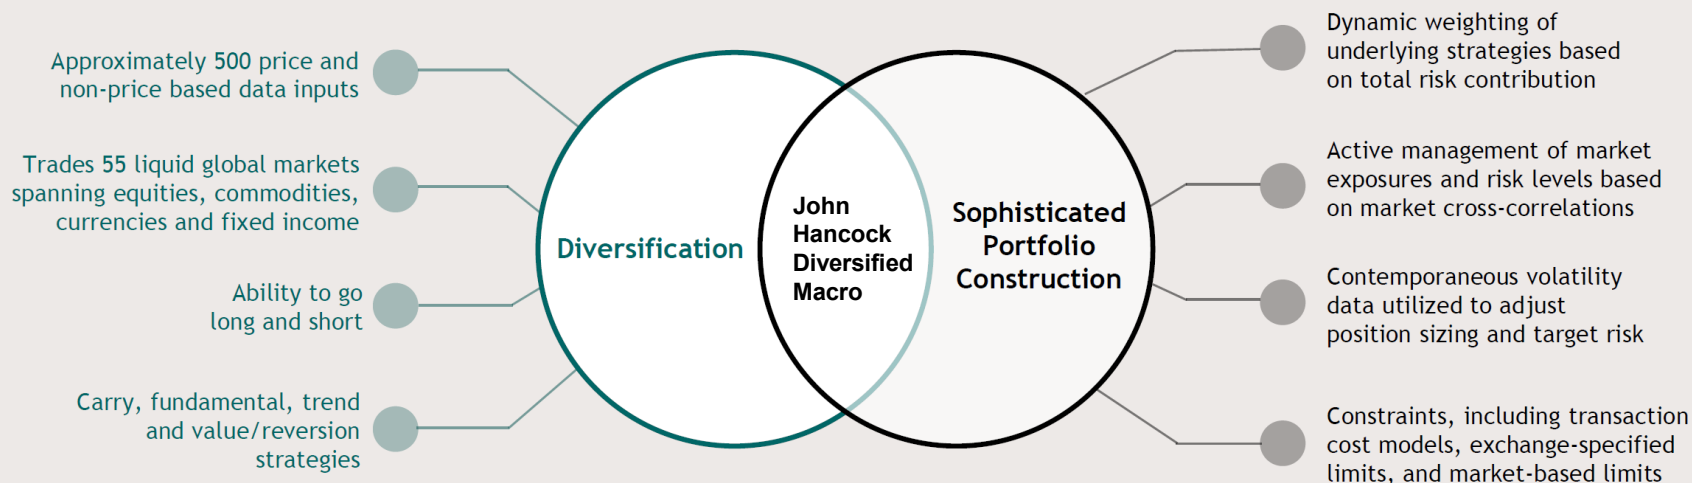 Approximately 500 price and
non-price based data inputs
Trades 55 liquid global markets
spanning equities, commodities,
currencies and fixed income
Ability to go
long and short
Carry, fundamental, trend
and value/reversion
strategies
Diversification
John
Hancock
Diversified
Macro
Sophisticated
Portfolio
Construction
Dynamic weighting of
underlying strategies based
on total risk contribution
Active management of market
exposures and risk levels based
on market cross-correlations
Contemporaneous volatility
data utilized to adjust
position sizing and target risk
Constraints, including transaction
cost models, exchange-specified
limits, and market-based limits